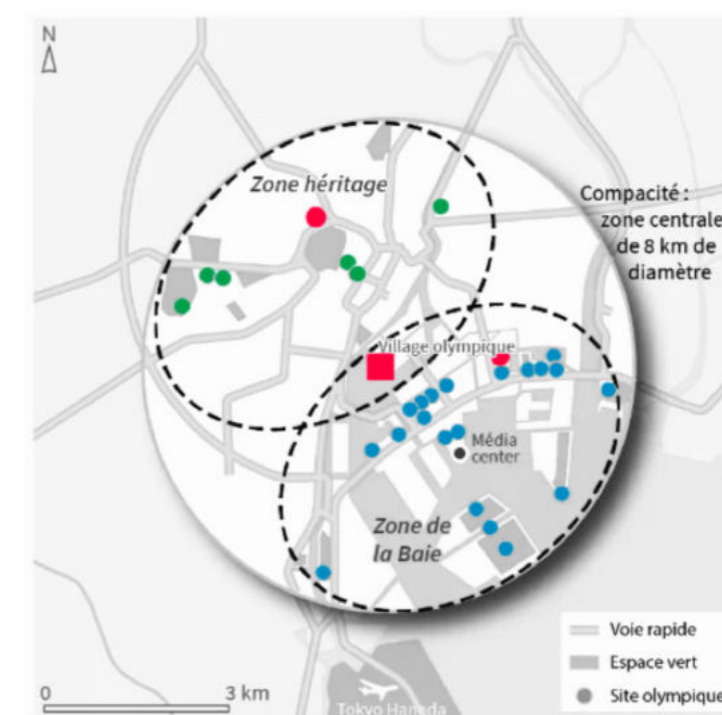 N
Zone héritage
Compacité :
zone centrale
de 8 km de
diamètre
Village olympique
Média
center
Zone de
la Baie
Voie rapide
Espace vert
Site olympique
0 3 km
Tokyo Haneda